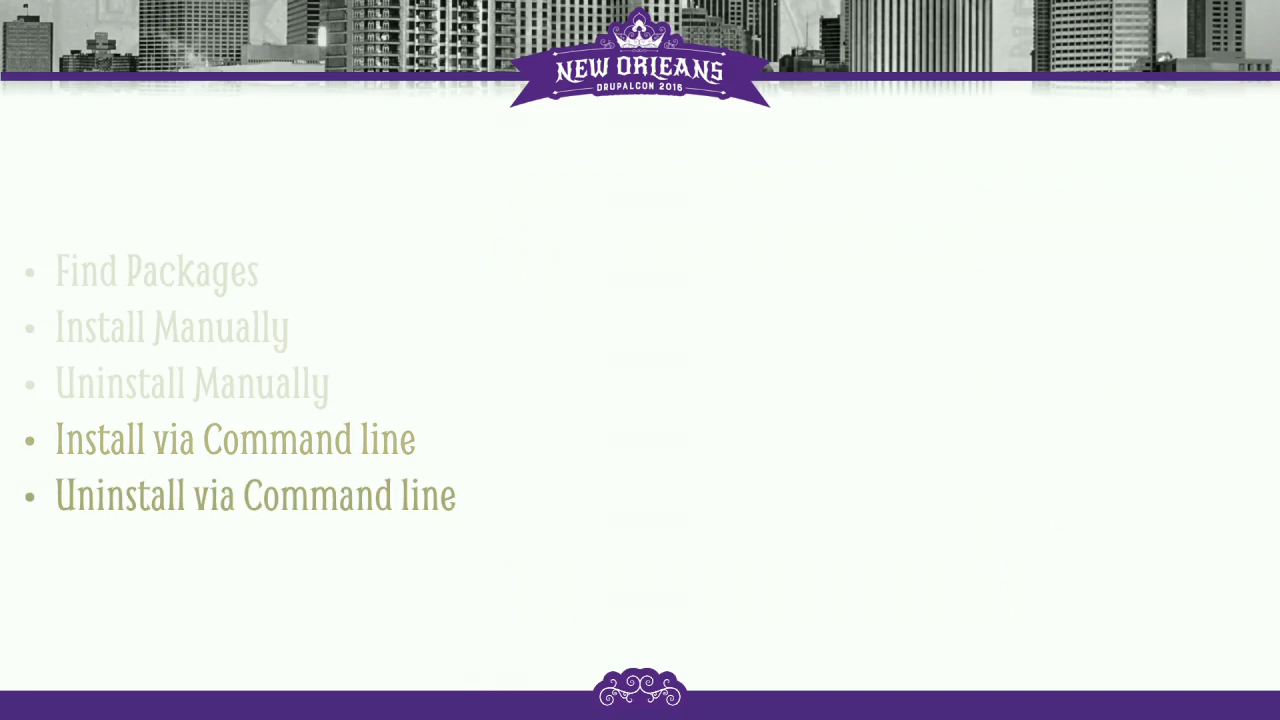 NEW ORLEANS
DRUPALCON 2016
• Find Packages
• Install Manually
• Uninstall Manually
• Install via Command line
• Uninstall via Command line